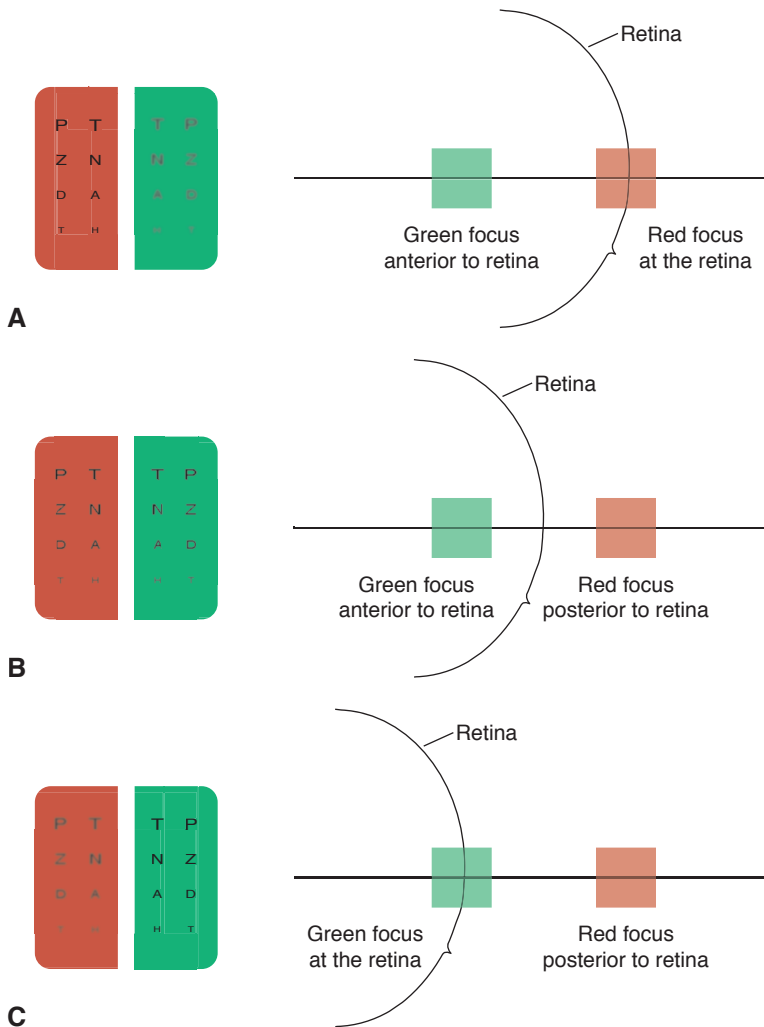 Retina
P T T P
Z N N Z
D A A
T H
Green focus
anterior to retina
Red focus
at the retina
A
Retina
P T T P
Z N N Z
D A A D
T H H T
Green focus
anterior to retina
Red focus
posterior to retina
B
Retina
P T T P
Z N N Z
D A A D
T H H T
Green focus
at the retina
Red focus
posterior to retina
C